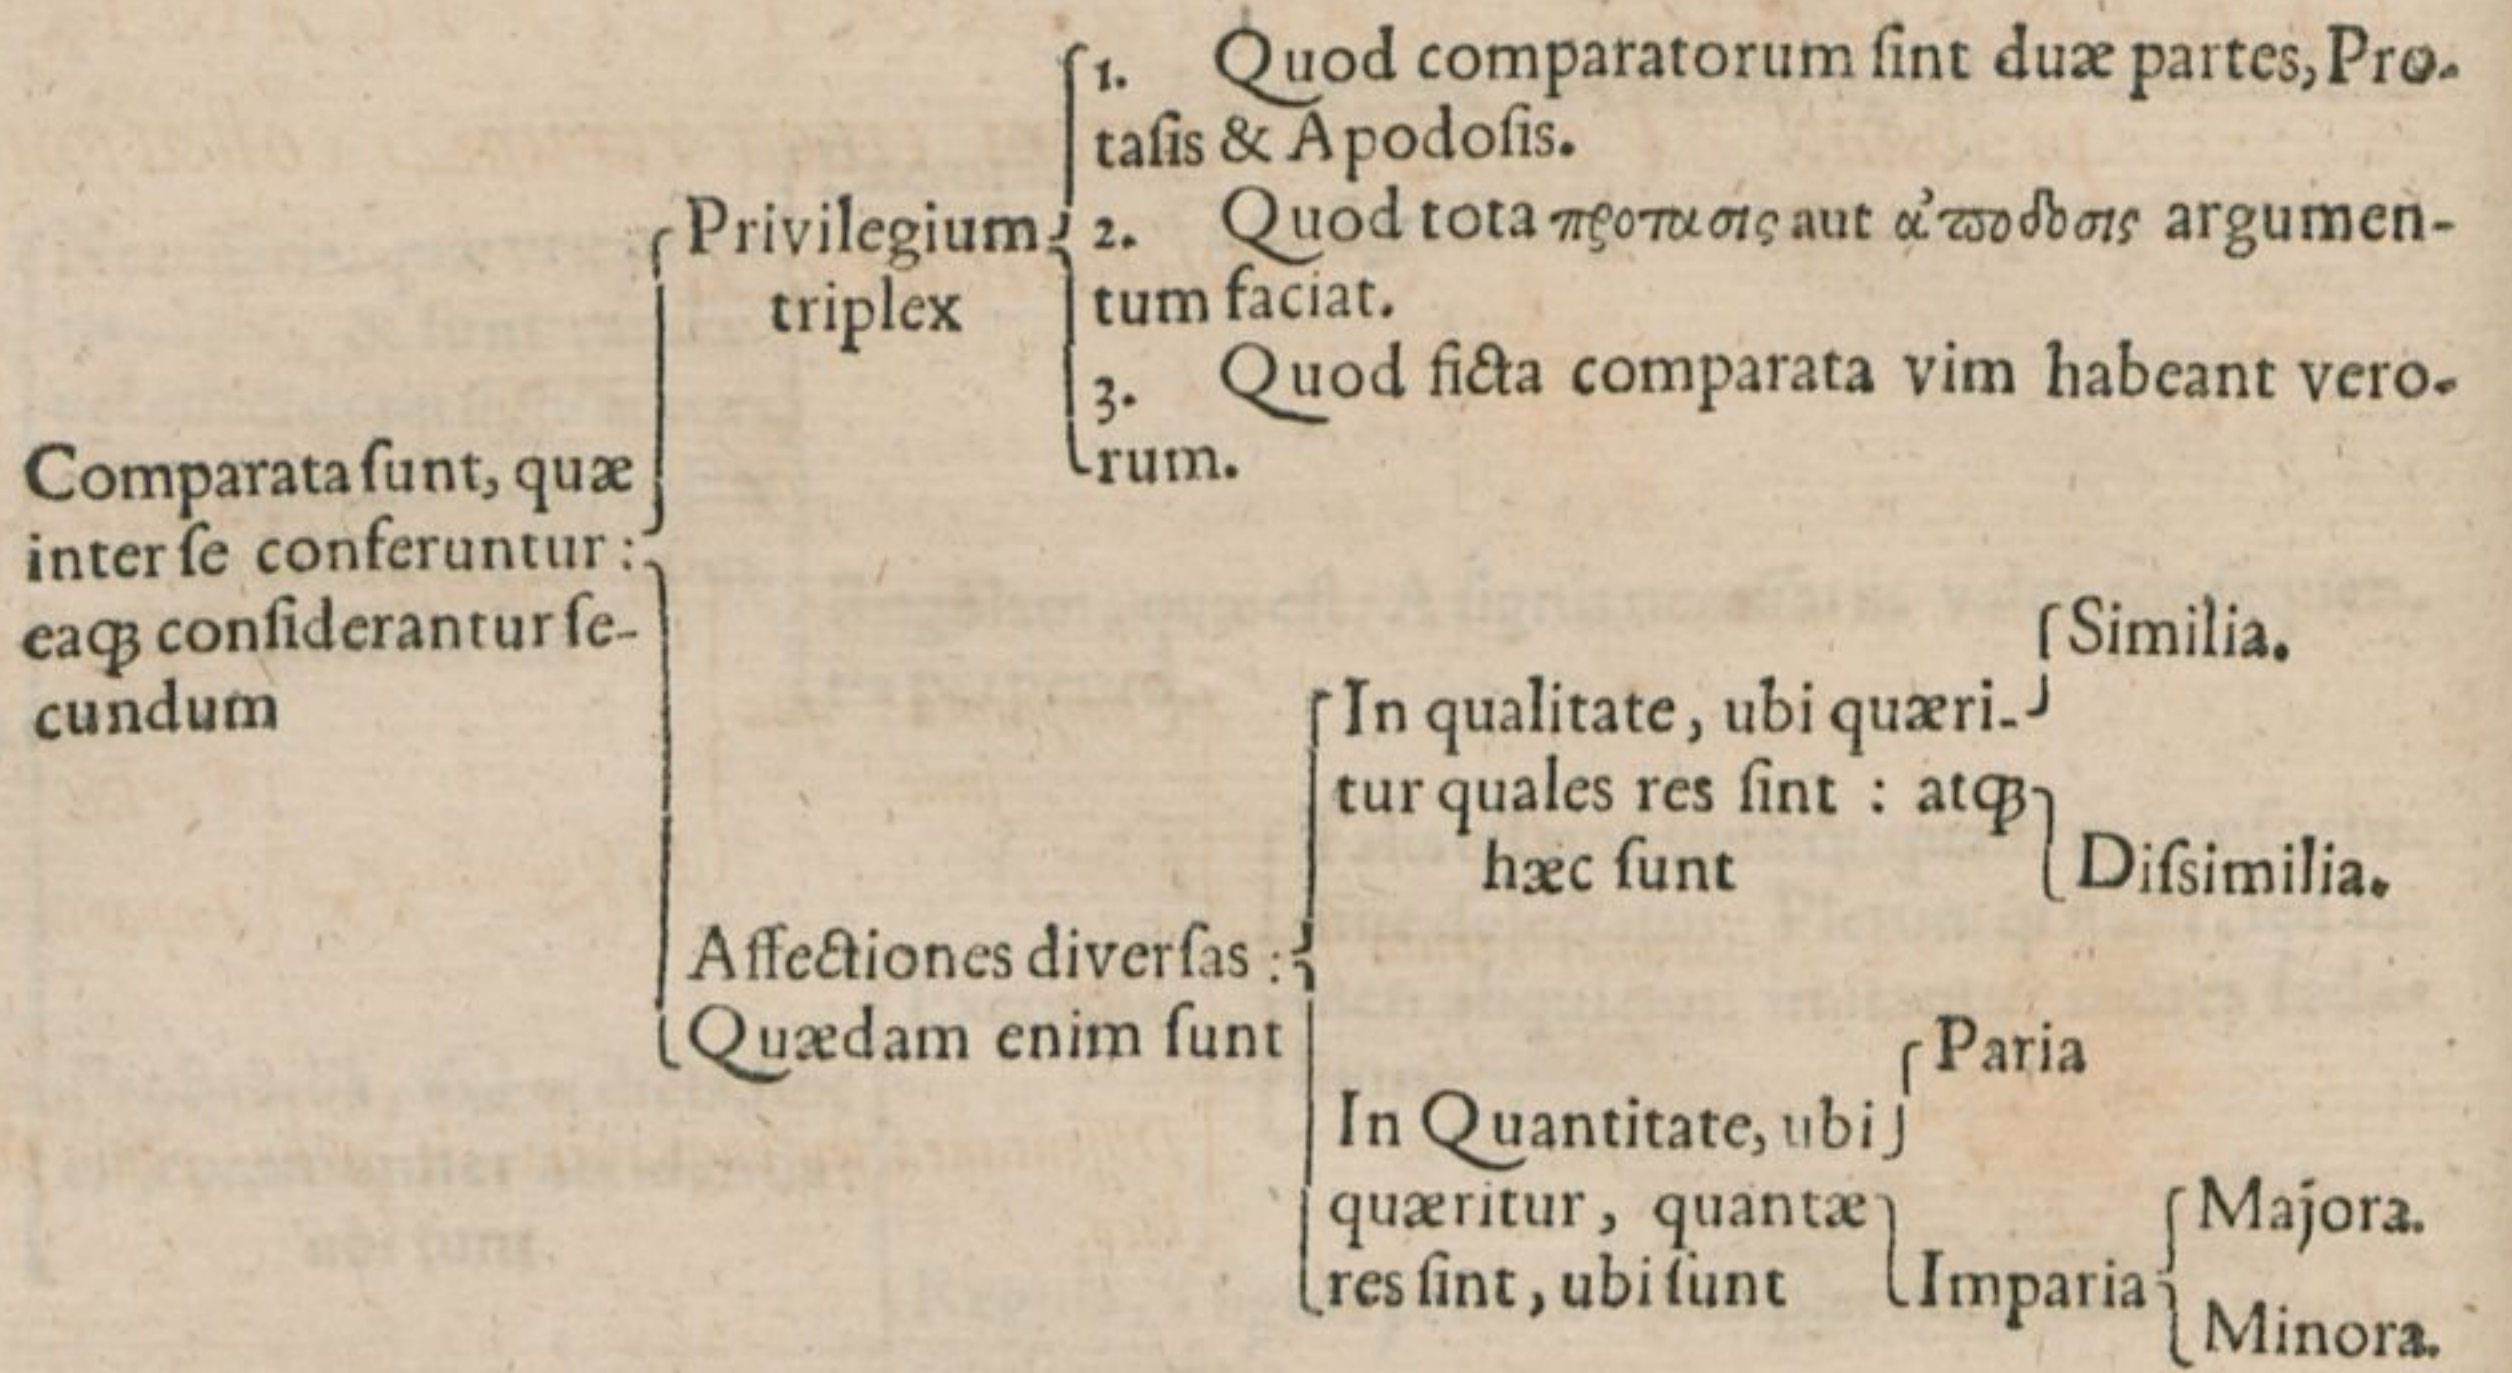 Comparata ſunt, quæ
inter ſe conferuntur :
eaqꝫ conſiderantur ſe-
cundum
Privilegium
triplex
1. Quod comparatorum ſint duæ partes, Pro-
taſis & Apodoſis.
2. Quod tota πρότασις aut ἀπόδοσις argumen-
tum faciat.
3. Quod ficta comparata vim habeant vero-
rum.
Affectiones diverſas :
Quædam enim ſunt
In qualitate, ubi quæri-
tur quales res ſint : atqꝫ
hæc ſunt
Similia.
Diſsimilia.
In Quantitate, ubi
quæritur, quantæ
res ſint, ubi ſunt
Paria
Imparia
Majora.
Minora.